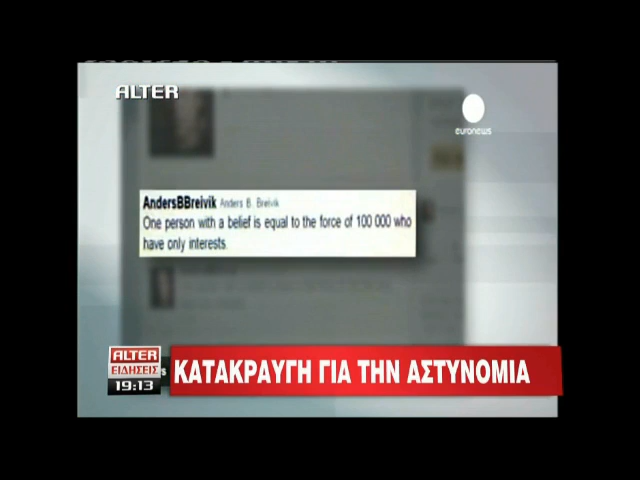 ALTER
euronews
AndersBBreivik Anders B. Breivik
One person with a belief is equal to the force of 100 000 who
have only interests.
ALTER
ΕΙΔΗΣΕΙΣ
19:13
ΚΑΤΑΚΡΑΥΓΗ ΓΙΑ ΤΗΝ ΑΣΤΥΝΟΜΙΑ